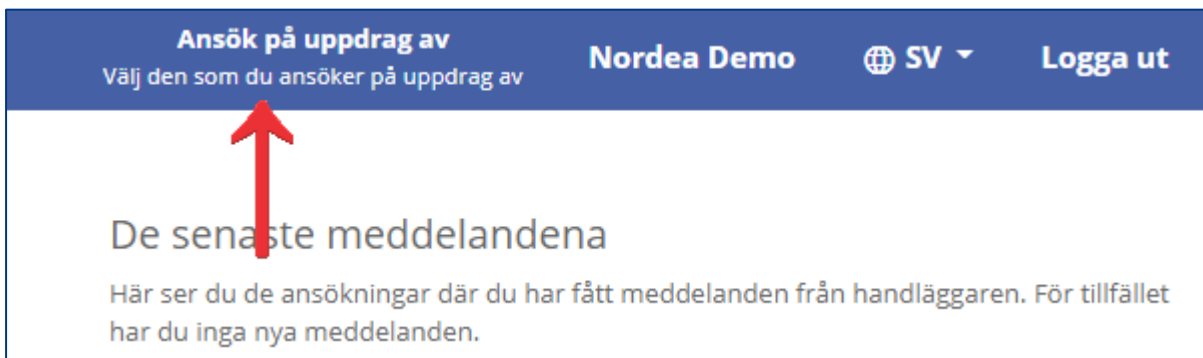 Ansök på uppdrag av
Välj den som du ansöker på uppdrag av
Nordea Demo
SV
Logga ut
De senaste meddelandena
Här ser du de ansökningar där du har fått meddelanden från handläggaren. För tillfället
har du inga nya meddelanden.